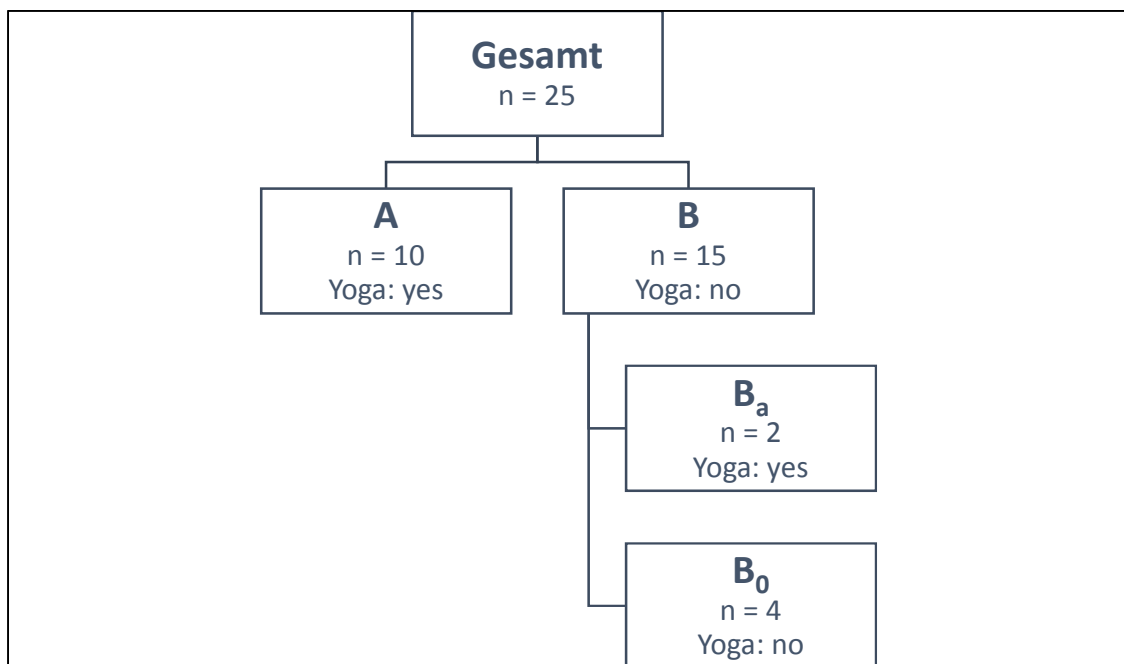 Gesamt
n = 25
A
n = 10
Yoga: yes
B
n = 15
Yoga: no
Bₐ
n = 2
Yoga: yes
B₀
n = 4
Yoga: no